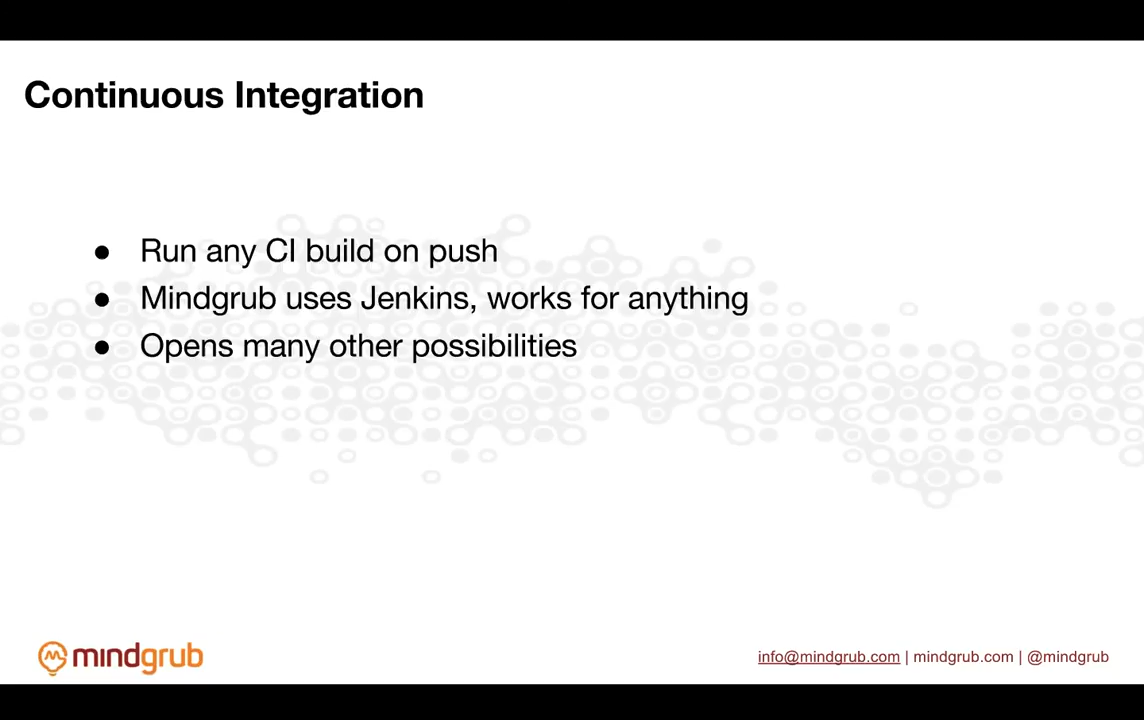 Continuous Integration
● Run any CI build on push
● Mindgrub uses Jenkins, works for anything
● Opens many other possibilities
mindgrub
info@mindgrub.com | mindgrub.com | @mindgrub